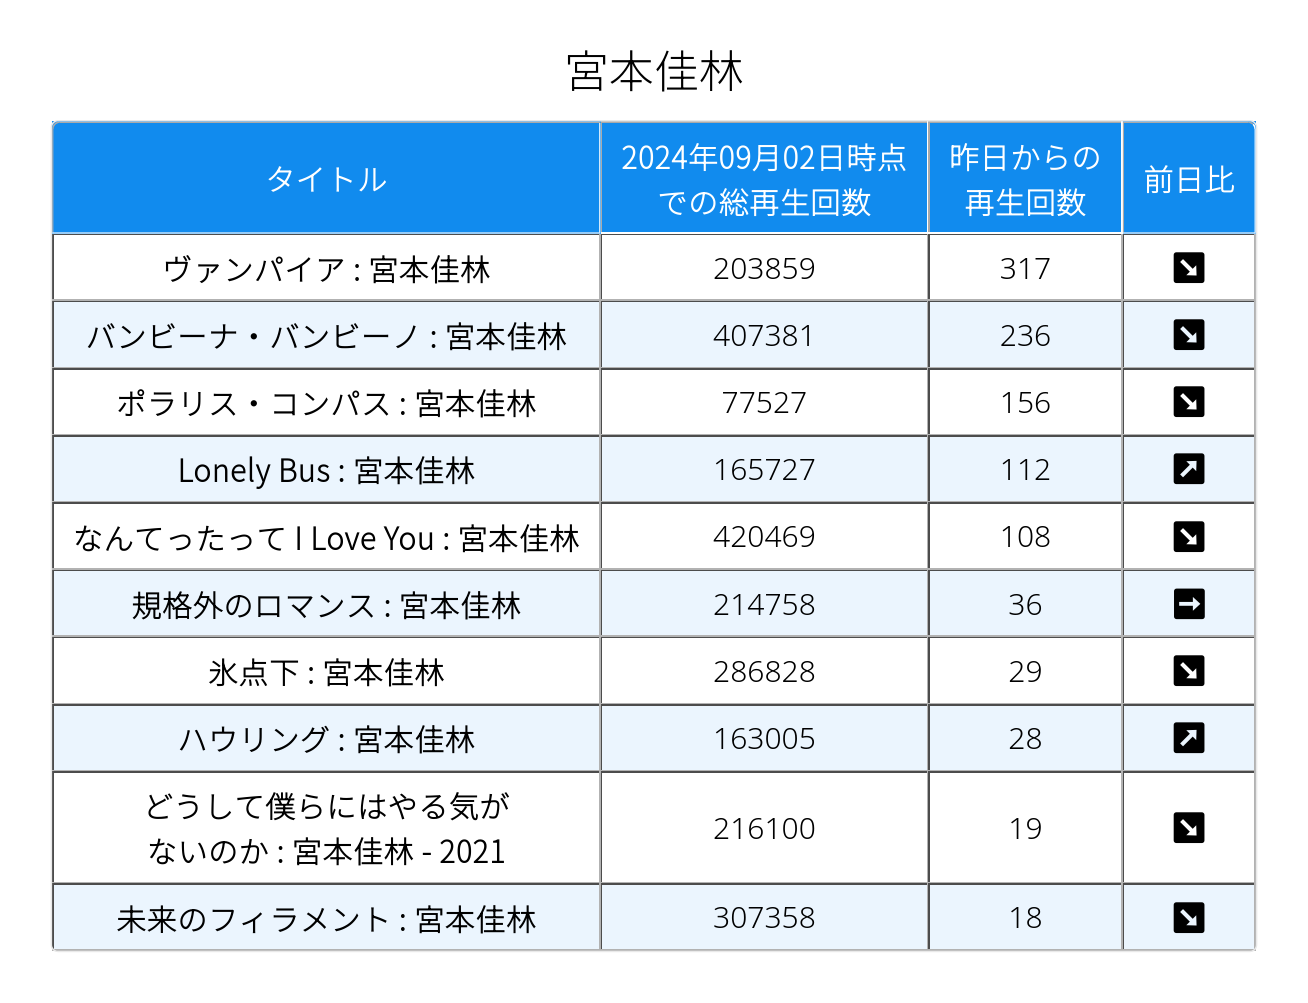 宮本佳林
タイトル
2024年09月02日時点
での総再生回数
昨日からの
再生回数
前日比
ヴァンパイア : 宮本佳林 203859 317 ↘
バンビーナ・バンビーノ : 宮本佳林 407381 236 ↘
ポラリス・コンパス : 宮本佳林 77527 156 ↘
Lonely Bus : 宮本佳林 165727 112 ↗
なんてったって I Love You : 宮本佳林 420469 108 ↘
規格外のロマンス : 宮本佳林 214758 36 →
氷点下 : 宮本佳林 286828 29 ↘
ハウリング : 宮本佳林 163005 28 ↗
どうして僕らにはやる気が
ないのか : 宮本佳林 - 2021 216100 19 ↘
未来のフィラメント : 宮本佳林 307358 18 ↘